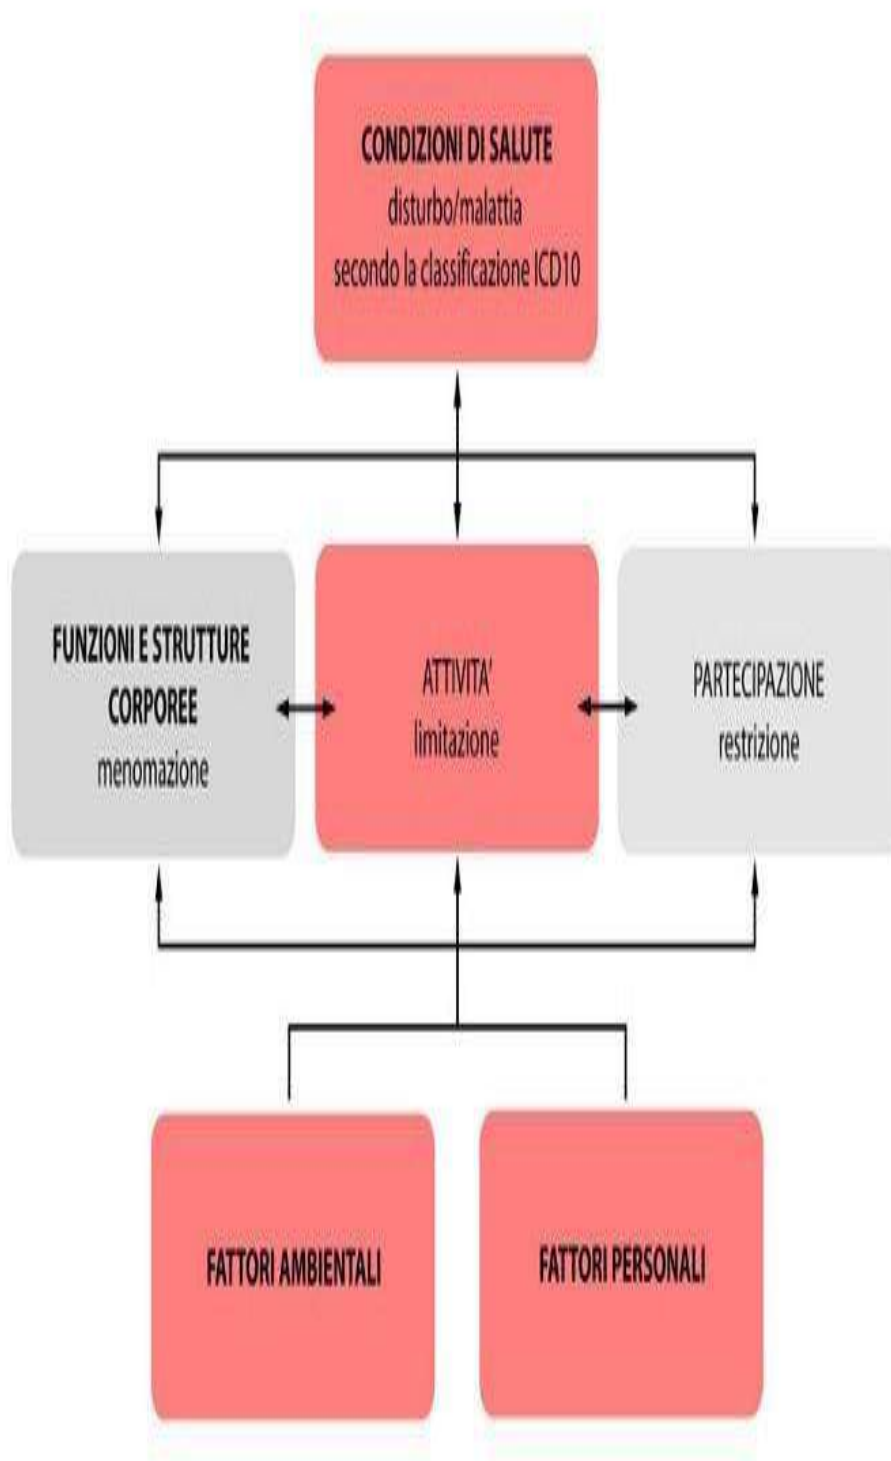 CONDIZIONI DI SALUTE
disturbo/malattia
secondo la classificazione ICD10
FUNZIONI E STRUTTURE
CORPOREE
menomazione
ATTIVITA'
limitazione
PARTECIPAZIONE
restrizione
FATTORI AMBIENTALI
FATTORI PERSONALI